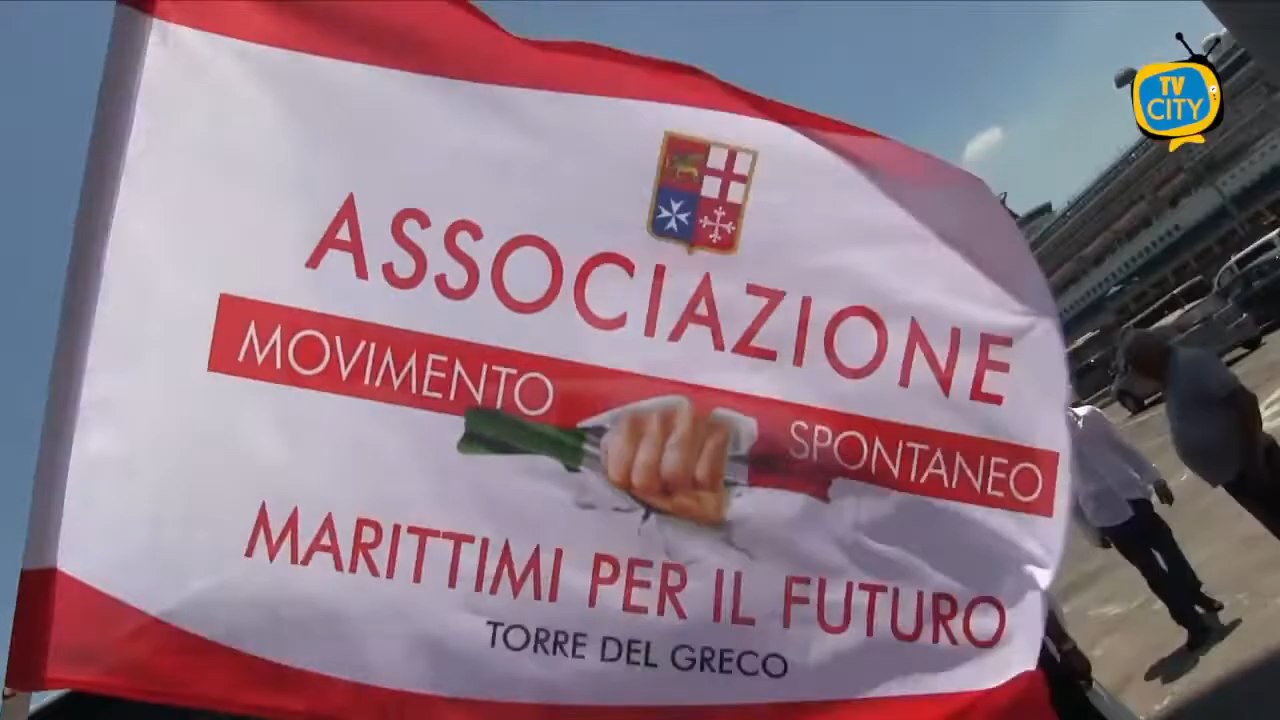 TV
CITY
ASSOCIAZIONE
MOVIMENTO SPONTANEO
MARITTIMI PER IL FUTURO
TORRE DEL GRECO